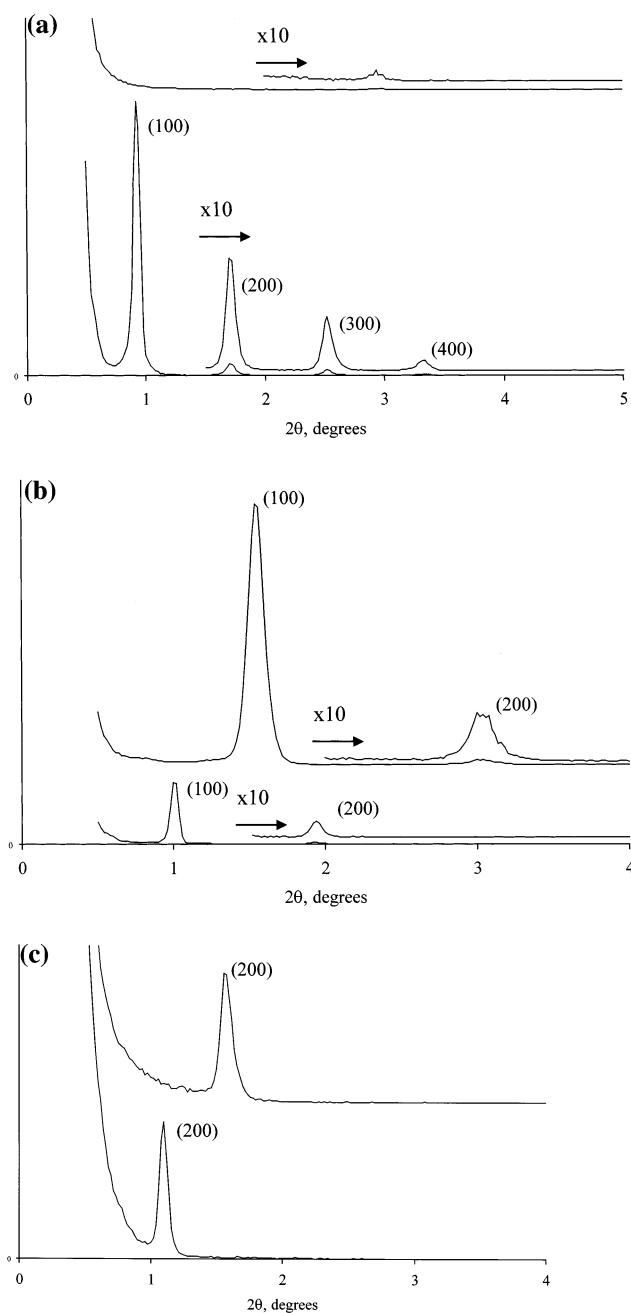 (a)
x10
(100)
x10
(200)
(300)
(400)
0
0 1 2 3 4 5
2θ, degrees
(b)
(100)
x10
(200)
(100)
x10
(200)
0
0 1 2 3 4
2θ, degrees
(c)
(200)
(200)
0
0 1 2 3 4
2θ, degrees